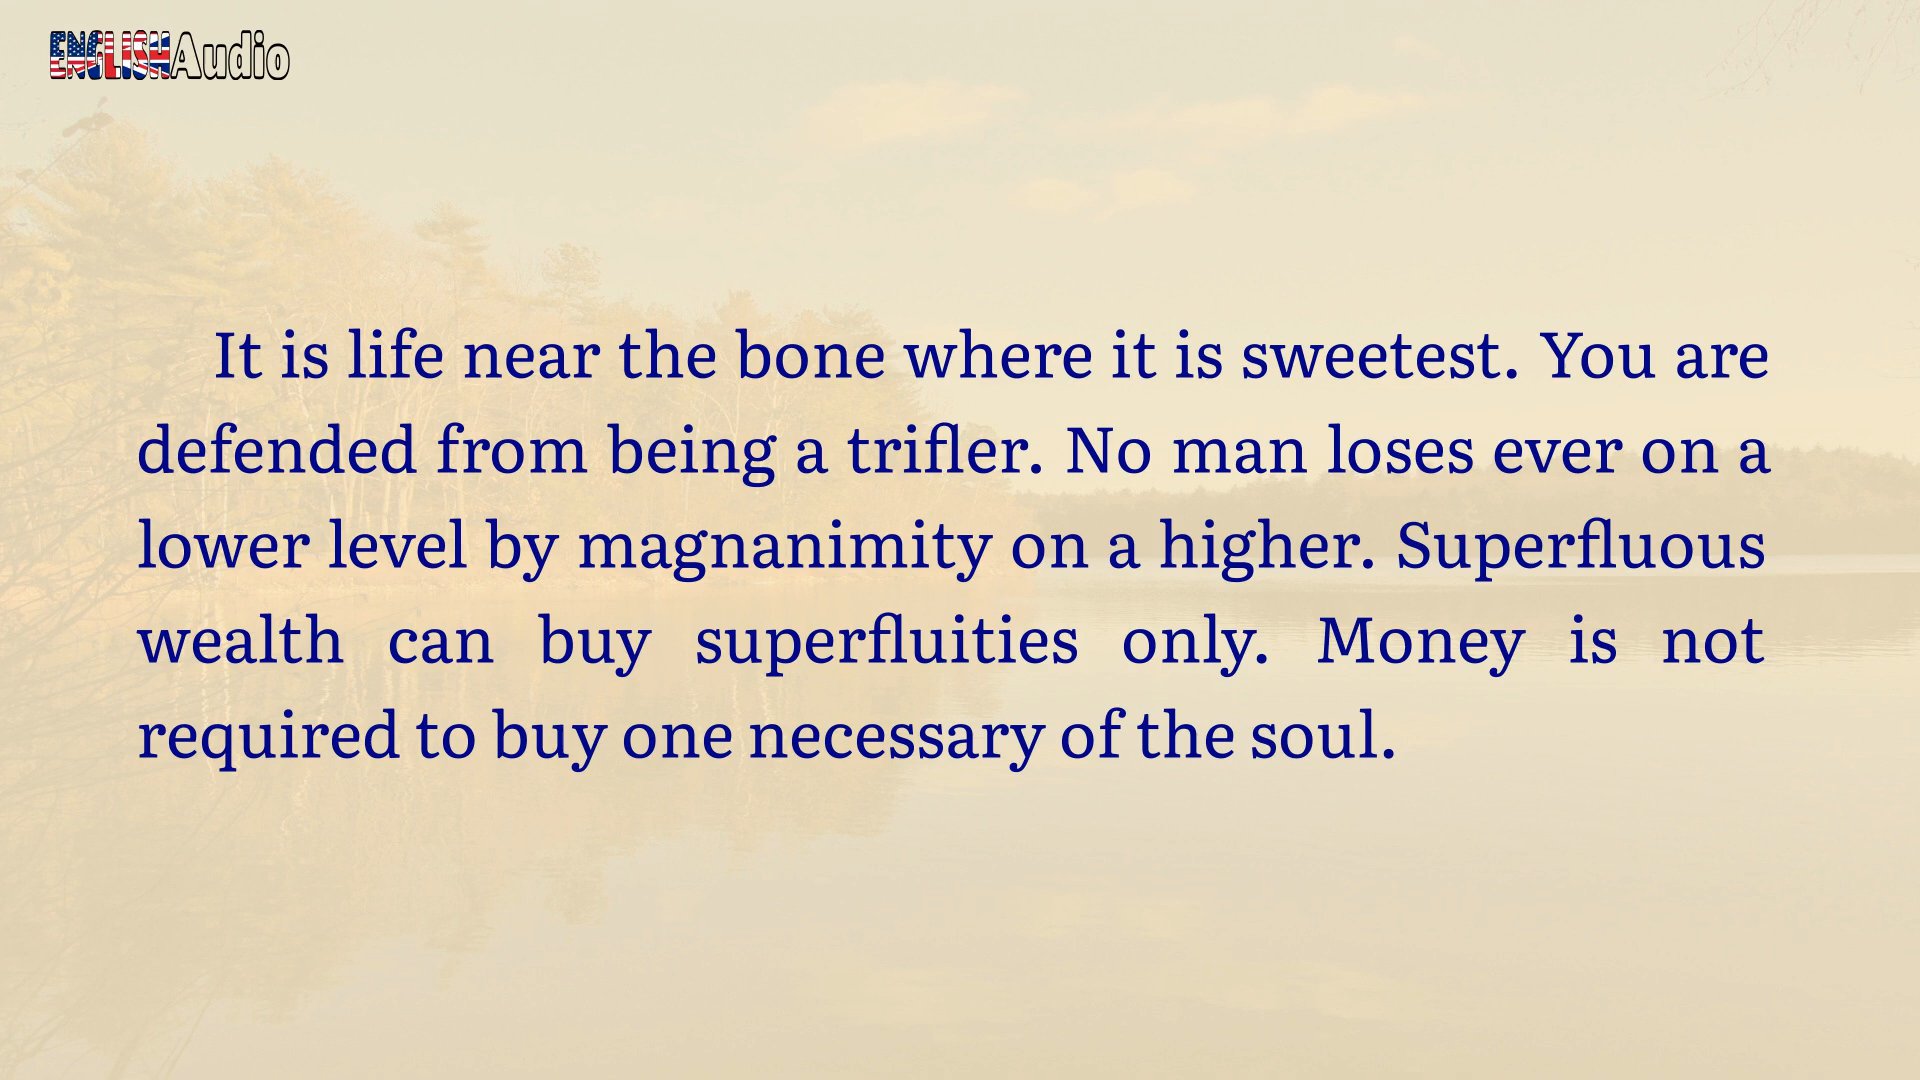 ENGLISHAudio
It is life near the bone where it is sweetest. You are
defended from being a trifler. No man loses ever on a
lower level by magnanimity on a higher. Superfluous
wealth can buy superfluities only. Money is not
required to buy one necessary of the soul.